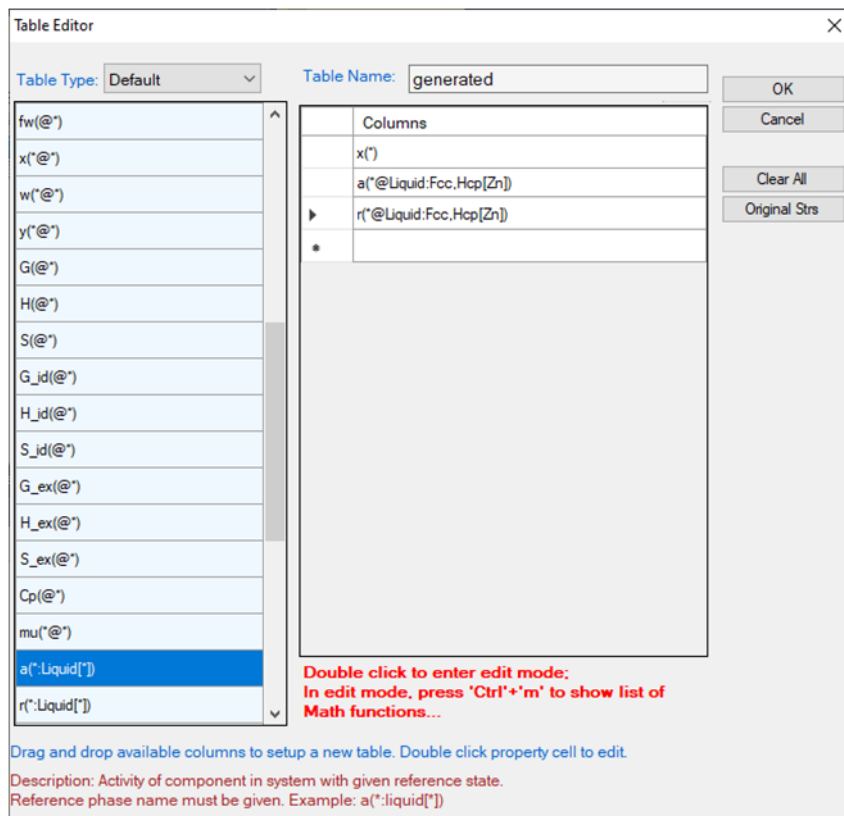 Table Editor
Table Type: Default
Table Name: generated
OK
Cancel
Clear All
Original Strs
fw(@*)
x(*@*)
w(*@*)
y(*@*)
G(@*)
H(@*)
S(@*)
G_id(@*)
H_id(@*)
S_id(@*)
G_ex(@*)
H_ex(@*)
S_ex(@*)
Cp(@*)
mu(*@*)
a(*:Liquid[*])
r(*:Liquid[*])
Columns
x(*)
a(*@Liquid:Fcc,Hcp[Zn])
r(*@Liquid:Fcc,Hcp[Zn])
Double click to enter edit mode;
In edit mode, press 'Ctrl'+'m' to show list of
Math functions...
Drag and drop available columns to setup a new table. Double click property cell to edit.
Description: Activity of component in system with given reference state.
Reference phase name must be given. Example: a(*:liquid[*])